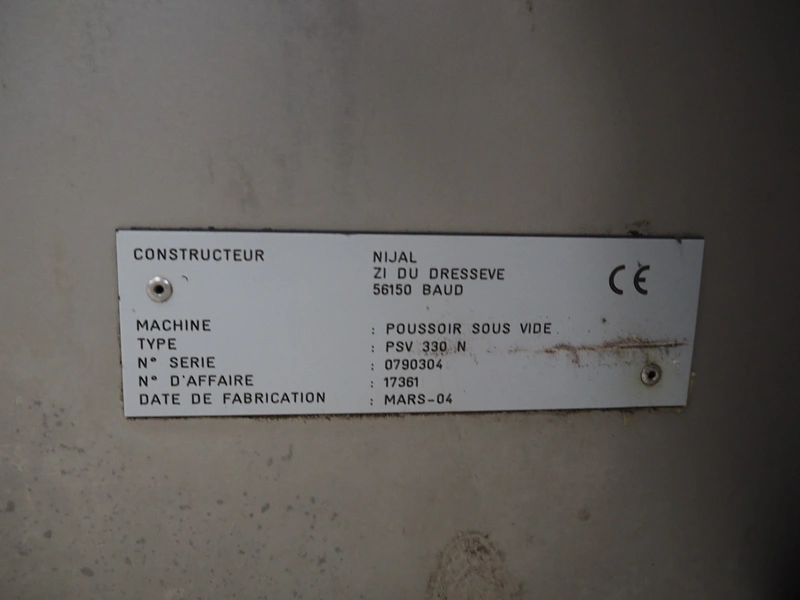 CONSTRUCTEUR NIJAL
ZI DU DRESSEVE
56150 BAUD
CE
MACHINE : POUSSOIR SOUS VIDE
TYPE : PSV 330 N
N° SERIE : 0790304
N° D'AFFAIRE : 17361
DATE DE FABRICATION : MARS-04